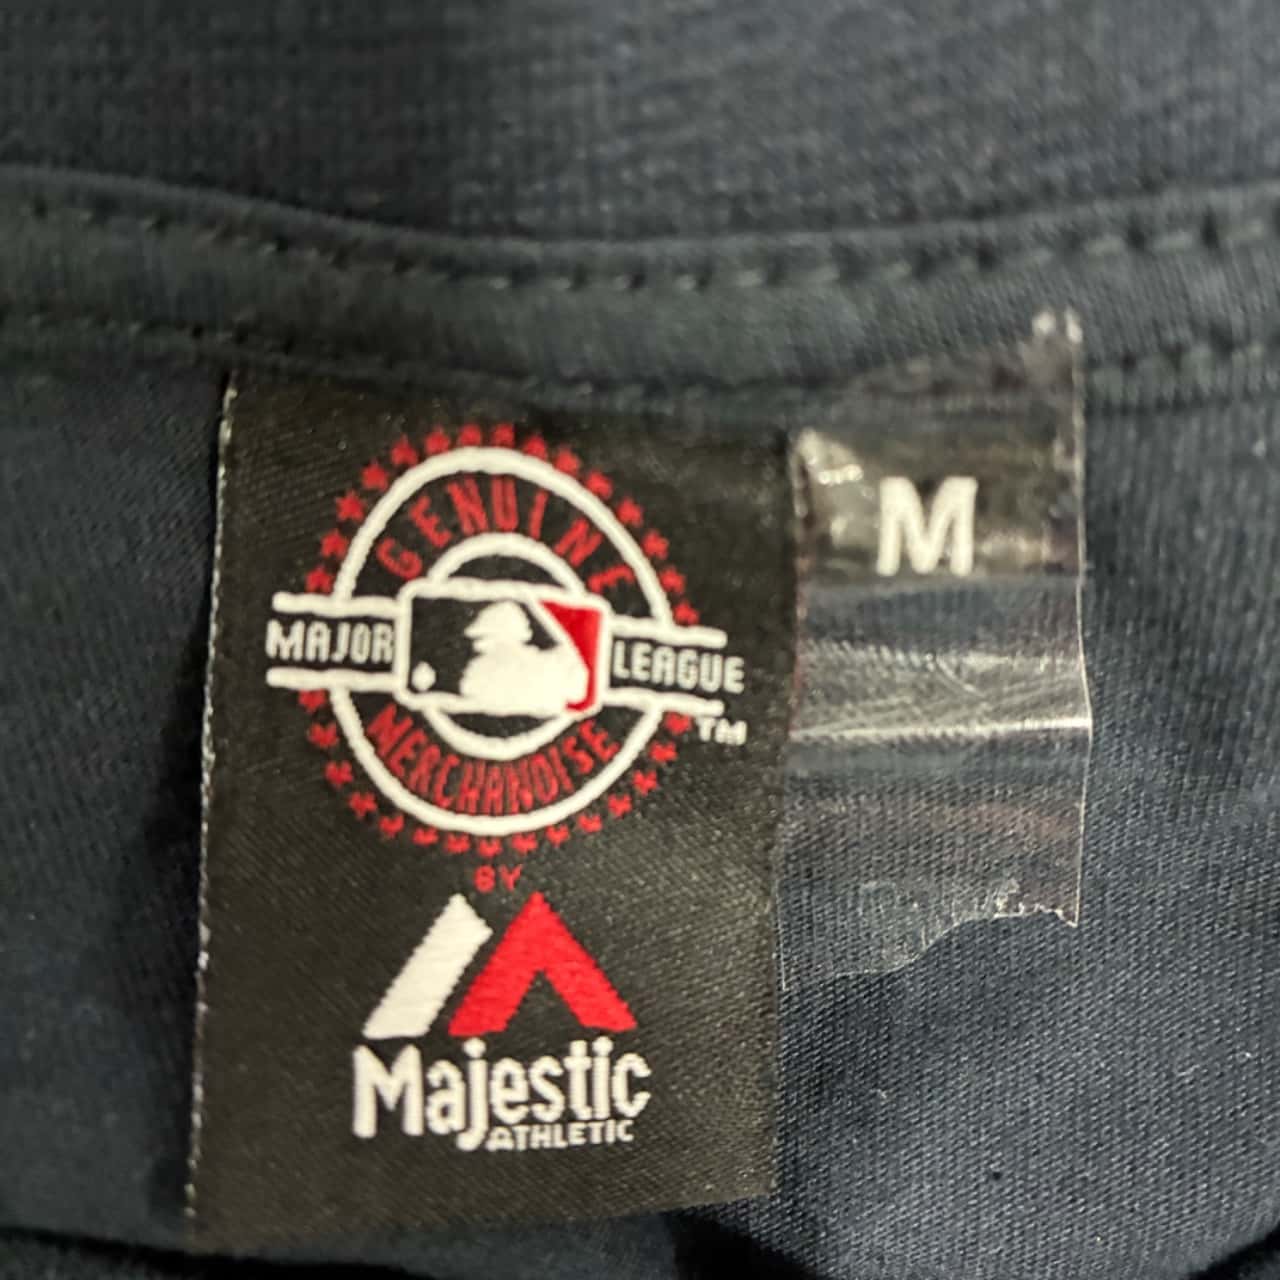 GENUINE
MAJOR LEAGUE
TM
MERCHANDISE
BY
Majestic
ATHLETIC
M